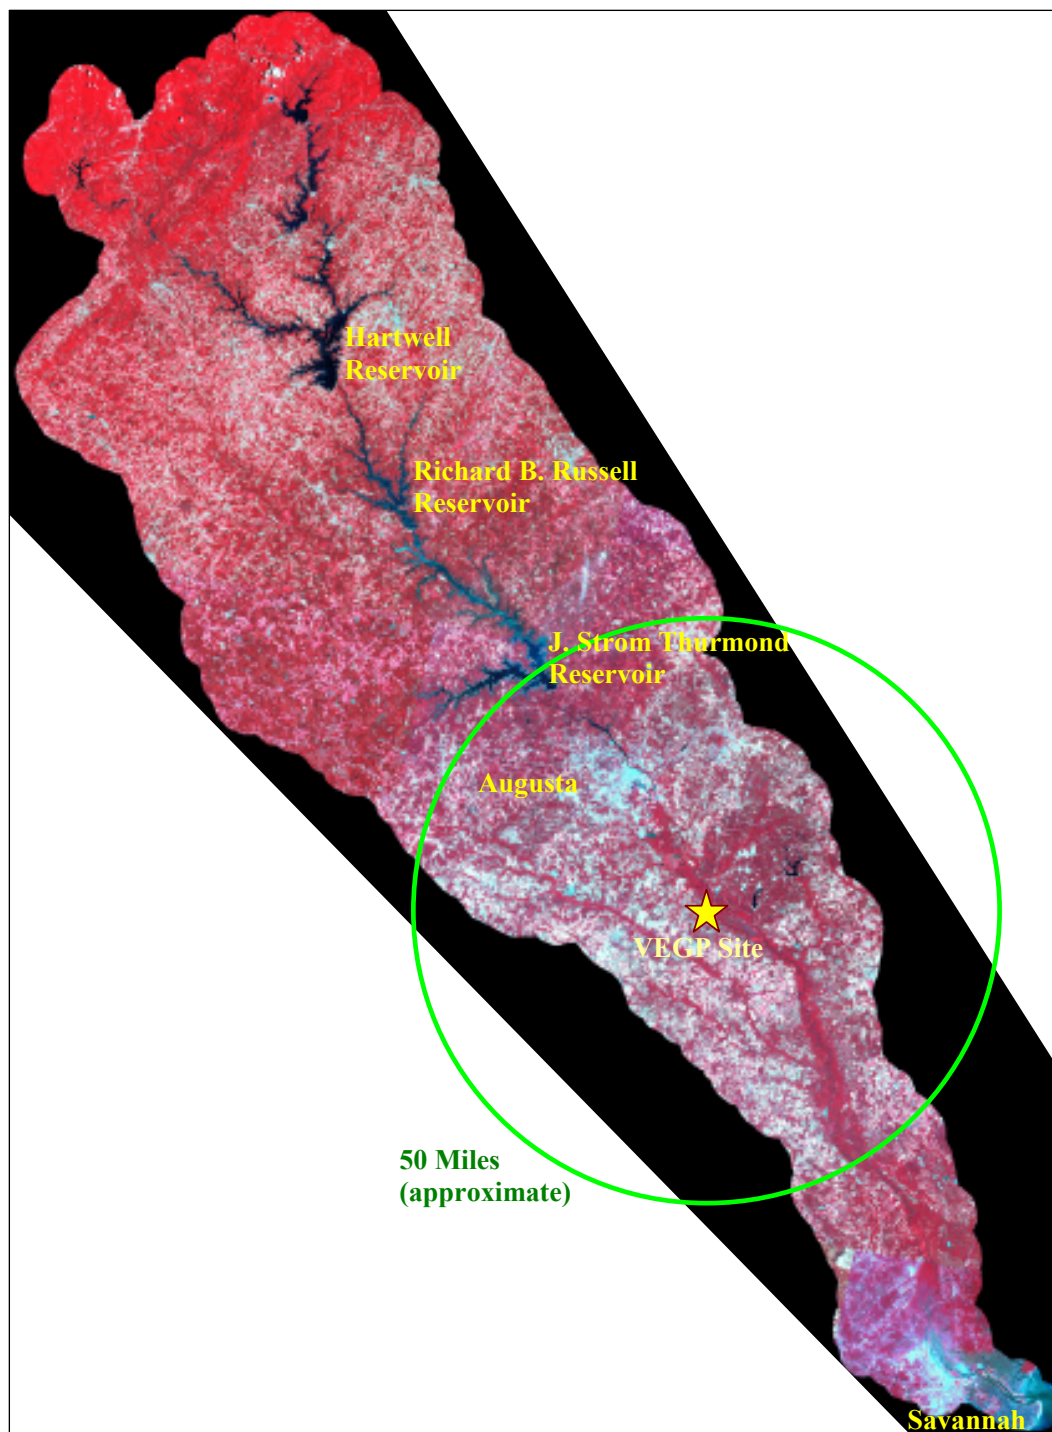 Hartwell
Reservoir
Richard B. Russell
Reservoir
J. Strom Thurmond
Reservoir
Augusta
VEGP Site
50 Miles
(approximate)
Savannah